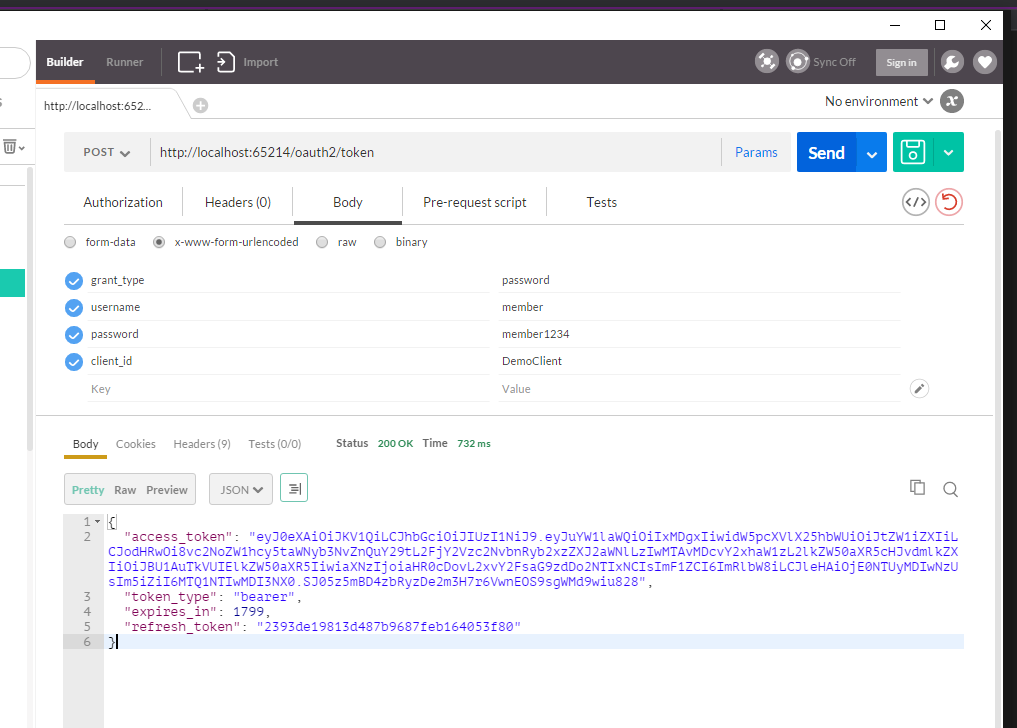 Builder Runner Import Sync Off Sign in
http://localhost:652... No environment
POST http://localhost:65214/oauth2/token Params Send
Authorization Headers (0) Body Pre-request script Tests
form-data x-www-form-urlencoded raw binary
grant_type password
username member
password member1234
client_id DemoClient
Key Value
Body Cookies Headers (9) Tests (0/0) Status 200 OK Time 732 ms
Pretty Raw Preview JSON
1 {
2 "access_token": "eyJ0eXAiOiJKV1QiLCJhbGciOiJIUzI1NiJ9.eyJuYW1laWQiOiIxMDgxIiwidW5pcXVlX25hbWUiOiJtZW1iZXIiL
CJodHRwOi8vc2NoZW1hcy5taWNyb3NvZnQuY29tL2FjY2Vzc2NvbnRyb2xzZXJ2aWNlLzIwMTAvMDcvY2xhaW1zL2lkZW50aXR5cHJvdmlkZX
IiOiJBU1AuTkVUIElkZW50aXR5IiwiaXNzIjoiaHR0cDovL2xvY2FsaG9zdDo2NTIxNCIsImF1ZCI6ImRlbW8iLCJleHAiOjE0NTUyMDIwNzU
sIm5iZiI6MTQ1NTIwMDI3NX0.SJ05z5mBD4zbRyzDe2m3H7r6VwnEOS9sgWMd9wiu828",
3 "token_type": "bearer",
4 "expires_in": 1799,
5 "refresh_token": "2393de19813d487b9687feb164053f80"
6 }